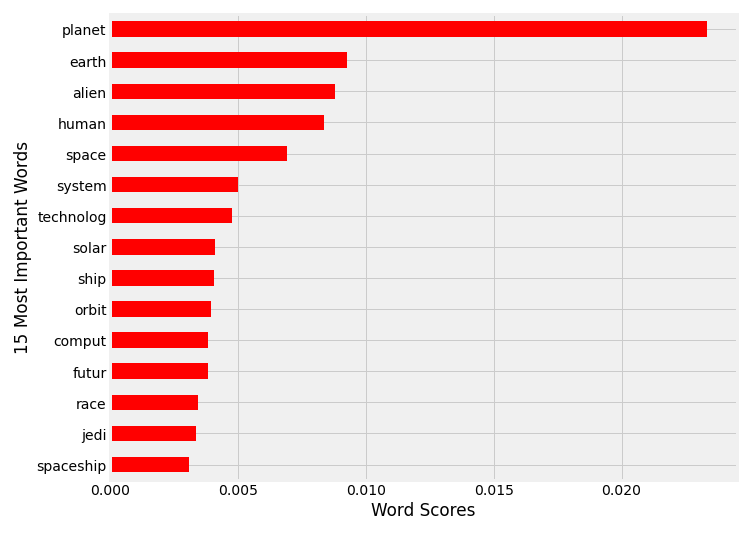 planet
earth
alien
human
space
system
technolog
solar
ship
orbit
comput
futur
race
jedi
spaceship
15 Most Important Words
0.000 0.005 0.010 0.015 0.020
Word Scores